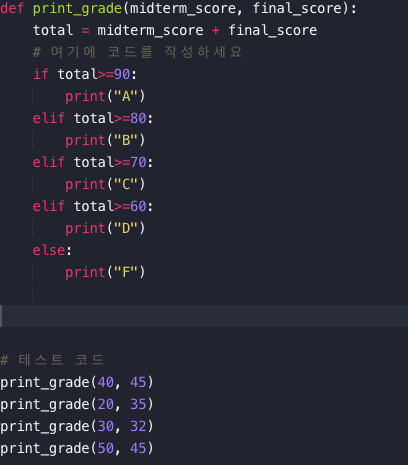 def print_grade(midterm_score, final_score):
    total = midterm_score + final_score
    # 여기에 코드를 작성하세요
    if total>=90:
        print("A")
    elif total>=80:
        print("B")
    elif total>=70:
        print("C")
    elif total>=60:
        print("D")
    else:
        print("F")
# 테스트 코드
print_grade(40, 45)
print_grade(20, 35)
print_grade(30, 32)
print_grade(50, 45)